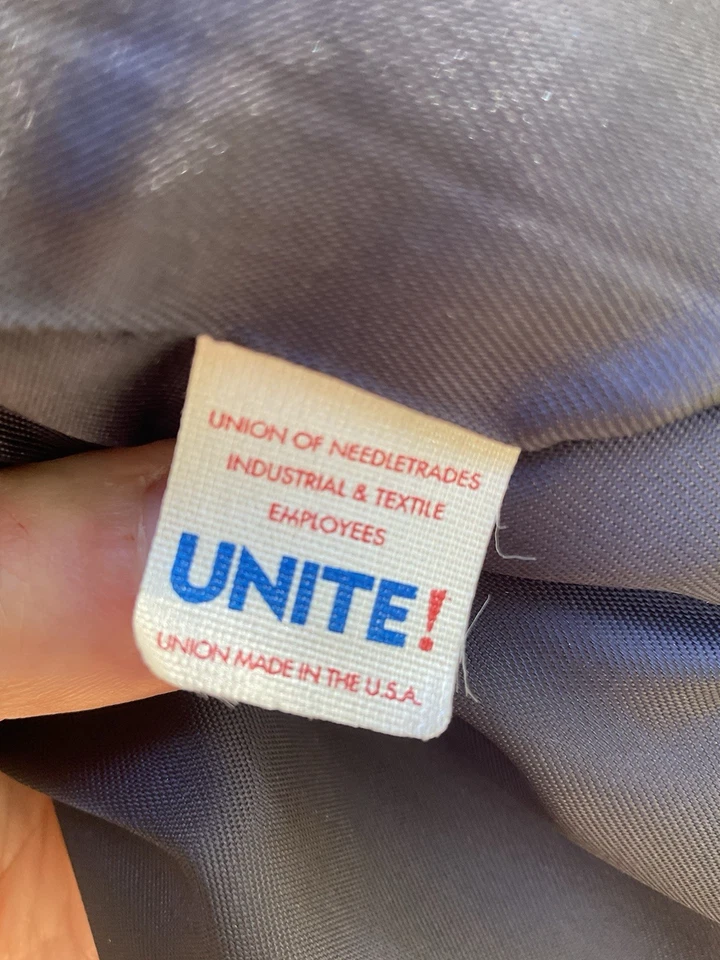 UNION OF NEEDLETRADES
INDUSTRIAL & TEXTILE
EMPLOYEES
UNITE!
UNION MADE IN THE U.S.A.